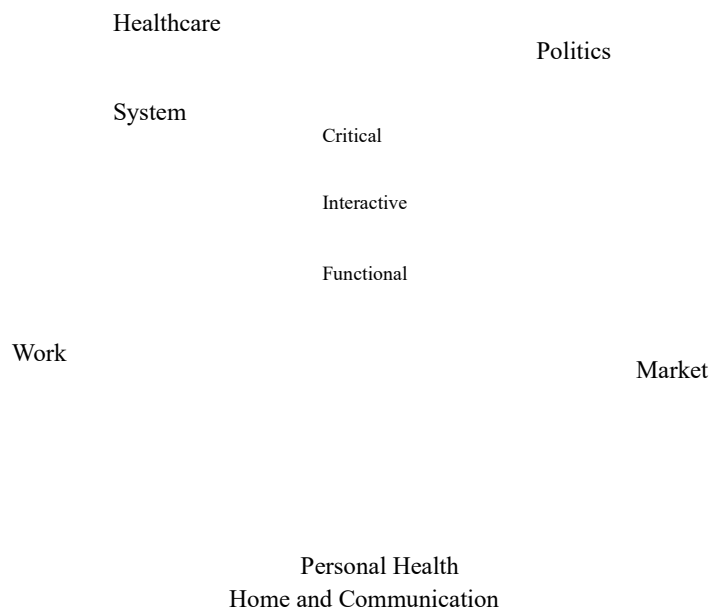 Healthcare
Politics
System
Critical
Interactive
Functional
Work
Market
Personal Health
Home and Communication